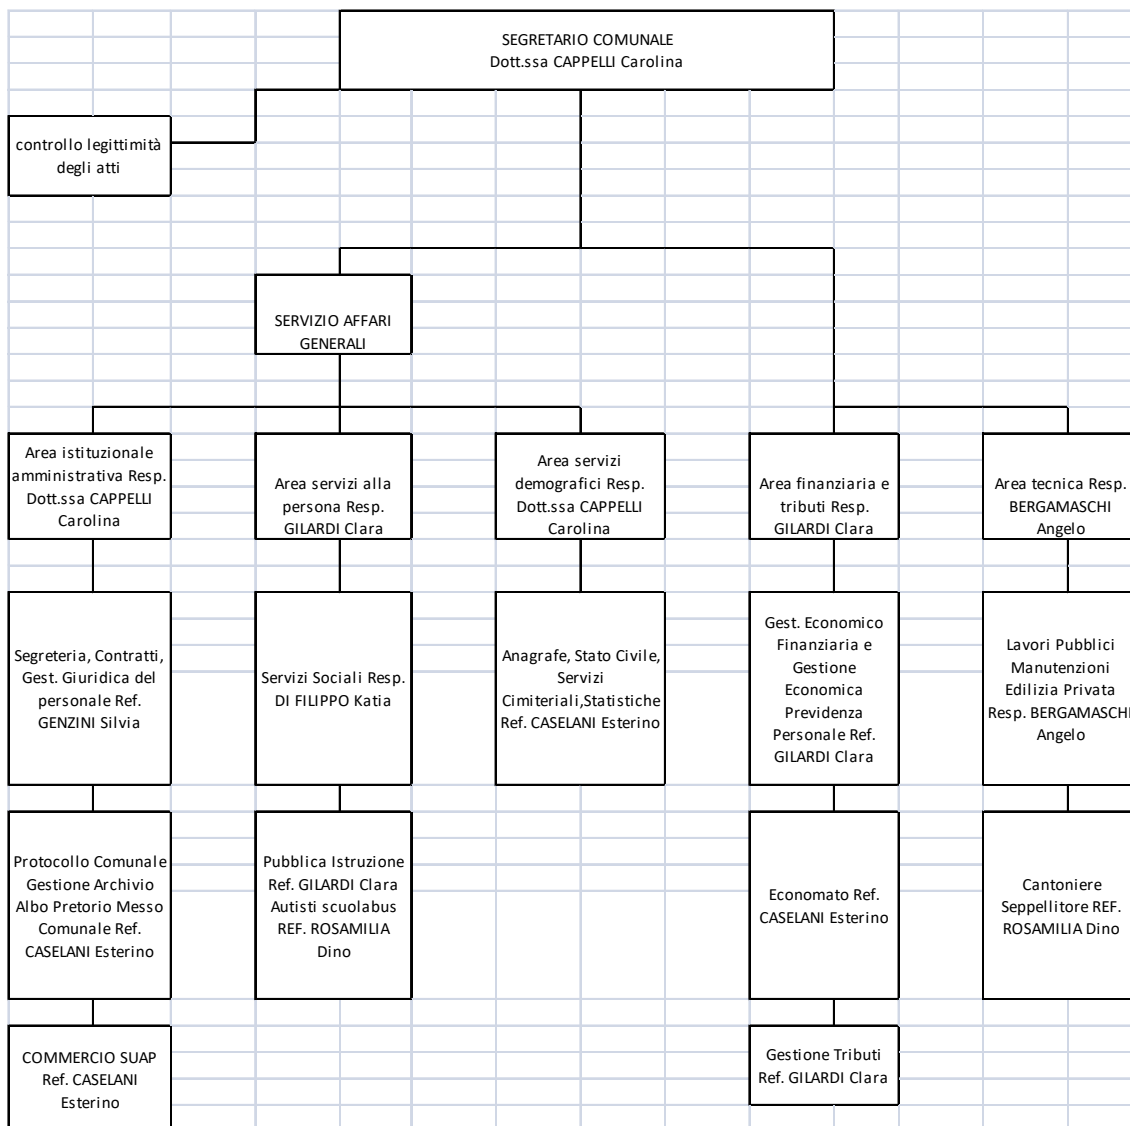 SEGRETARIO COMUNALE
Dott.ssa CAPPELLI Carolina
controllo legittimità
degli atti
SERVIZIO AFFARI
GENERALI
Area istituzionale
amministrativa Resp.
Dott.ssa CAPPELLI
Carolina
Area servizi alla
persona Resp.
GILARDI Clara
Area servizi
demografici Resp.
Dott.ssa CAPPELLI
Carolina
Area finanziaria e
tributi Resp.
GILARDI Clara
Area tecnica Resp.
BERGAMASCHI
Angelo
Segreteria, Contratti,
Gest. Giuridica del
personale Ref.
GENZINI Silvia
Servizi Sociali Resp.
DI FILIPPO Katia
Anagrafe, Stato Civile,
Servizi
Cimiteriali,Statistiche
Ref. CASELANI Esterino
Gest. Economico
Finanziaria e
Gestione
Economica
Previdenza
Personale Ref.
GILARDI Clara
Lavori Pubblici
Manutenzioni
Edilizia Privata
Resp. BERGAMASCHI
Angelo
Protocollo Comunale
Gestione Archivio
Albo Pretorio Messo
Comunale Ref.
CASELANI Esterino
Pubblica Istruzione
Ref. GILARDI Clara
Autisti scuolabus
REF. ROSAMILIA
Dino
Economato Ref.
CASELANI Esterino
Cantoniere
Seppellitore REF.
ROSAMILIA Dino
COMMERCIO SUAP
Ref. CASELANI
Esterino
Gestione Tributi
Ref. GILARDI Clara